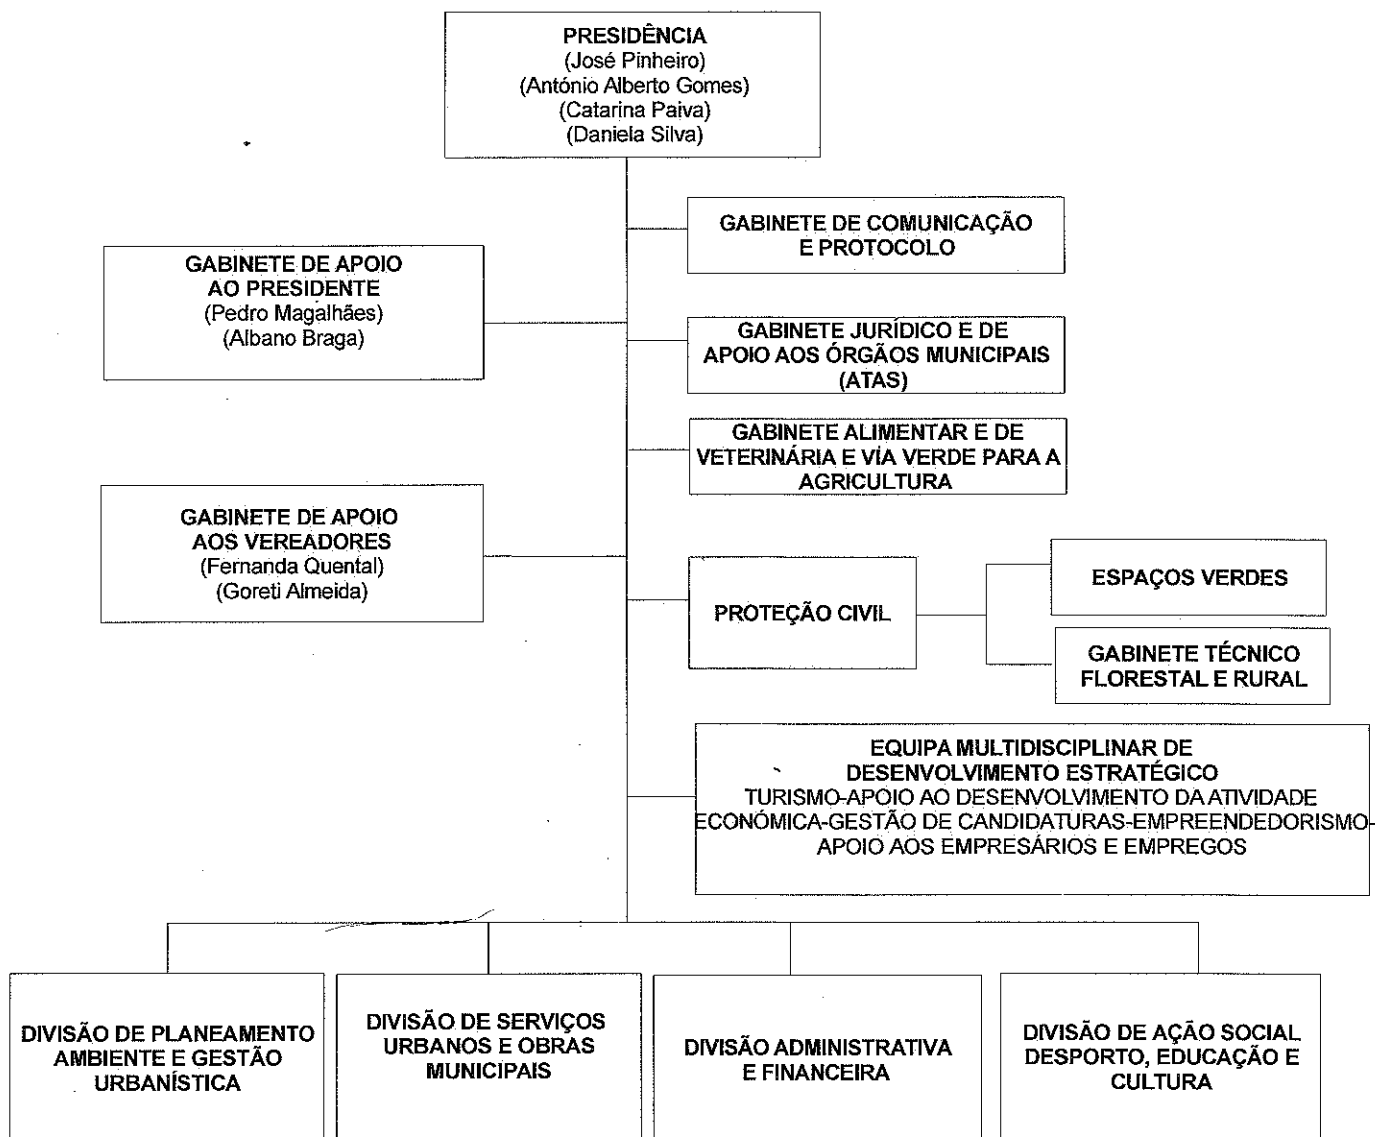 PRESIDÊNCIA
(José Pinheiro)
(António Alberto Gomes)
(Catarina Paiva)
(Daniela Silva)
GABINETE DE COMUNICAÇÃO
E PROTOCOLO
GABINETE DE APOIO
AO PRESIDENTE
(Pedro Magalhães)
(Albano Braga)
GABINETE JURÍDICO E DE
APOIO AOS ÓRGÃOS MUNICIPAIS
(ATAS)
GABINETE ALIMENTAR E DE
VETERINÁRIA E VIA VERDE PARA A
AGRICULTURA
GABINETE DE APOIO
AOS VEREADORES
(Fernanda Quental)
(Goreti Almeida)
PROTEÇÃO CIVIL
ESPAÇOS VERDES
GABINETE TÉCNICO
FLORESTAL E RURAL
EQUIPA MULTIDISCIPLINAR DE
DESENVOLVIMENTO ESTRATÉGICO
TURISMO-APOIO AO DESENVOLVIMENTO DA ATIVIDADE
ECONÓMICA-GESTÃO DE CANDIDATURAS-EMPREENDEDORISMO-
APOIO AOS EMPRESÁRIOS E EMPREGOS
DIVISÃO DE PLANEAMENTO
AMBIENTE E GESTÃO
URBANÍSTICA
DIVISÃO DE SERVIÇOS
URBANOS E OBRAS
MUNICIPAIS
DIVISÃO ADMINISTRATIVA
E FINANCEIRA
DIVISÃO DE AÇÃO SOCIAL
DESPORTO, EDUCAÇÃO E
CULTURA